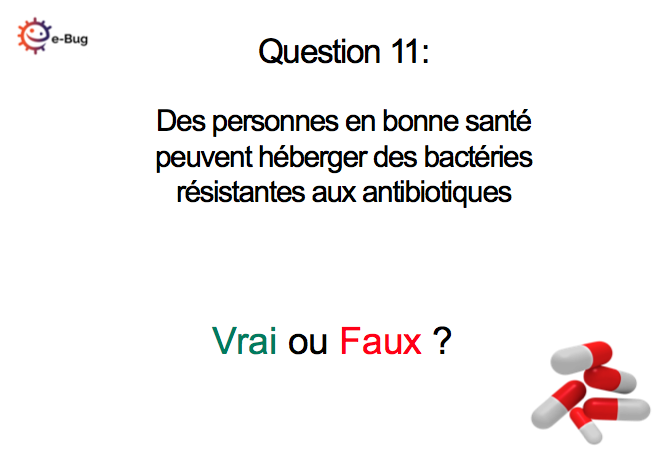 e-Bug
Question 11:
Des personnes en bonne santé
peuvent héberger des bactéries
résistantes aux antibiotiques
Vrai ou Faux ?